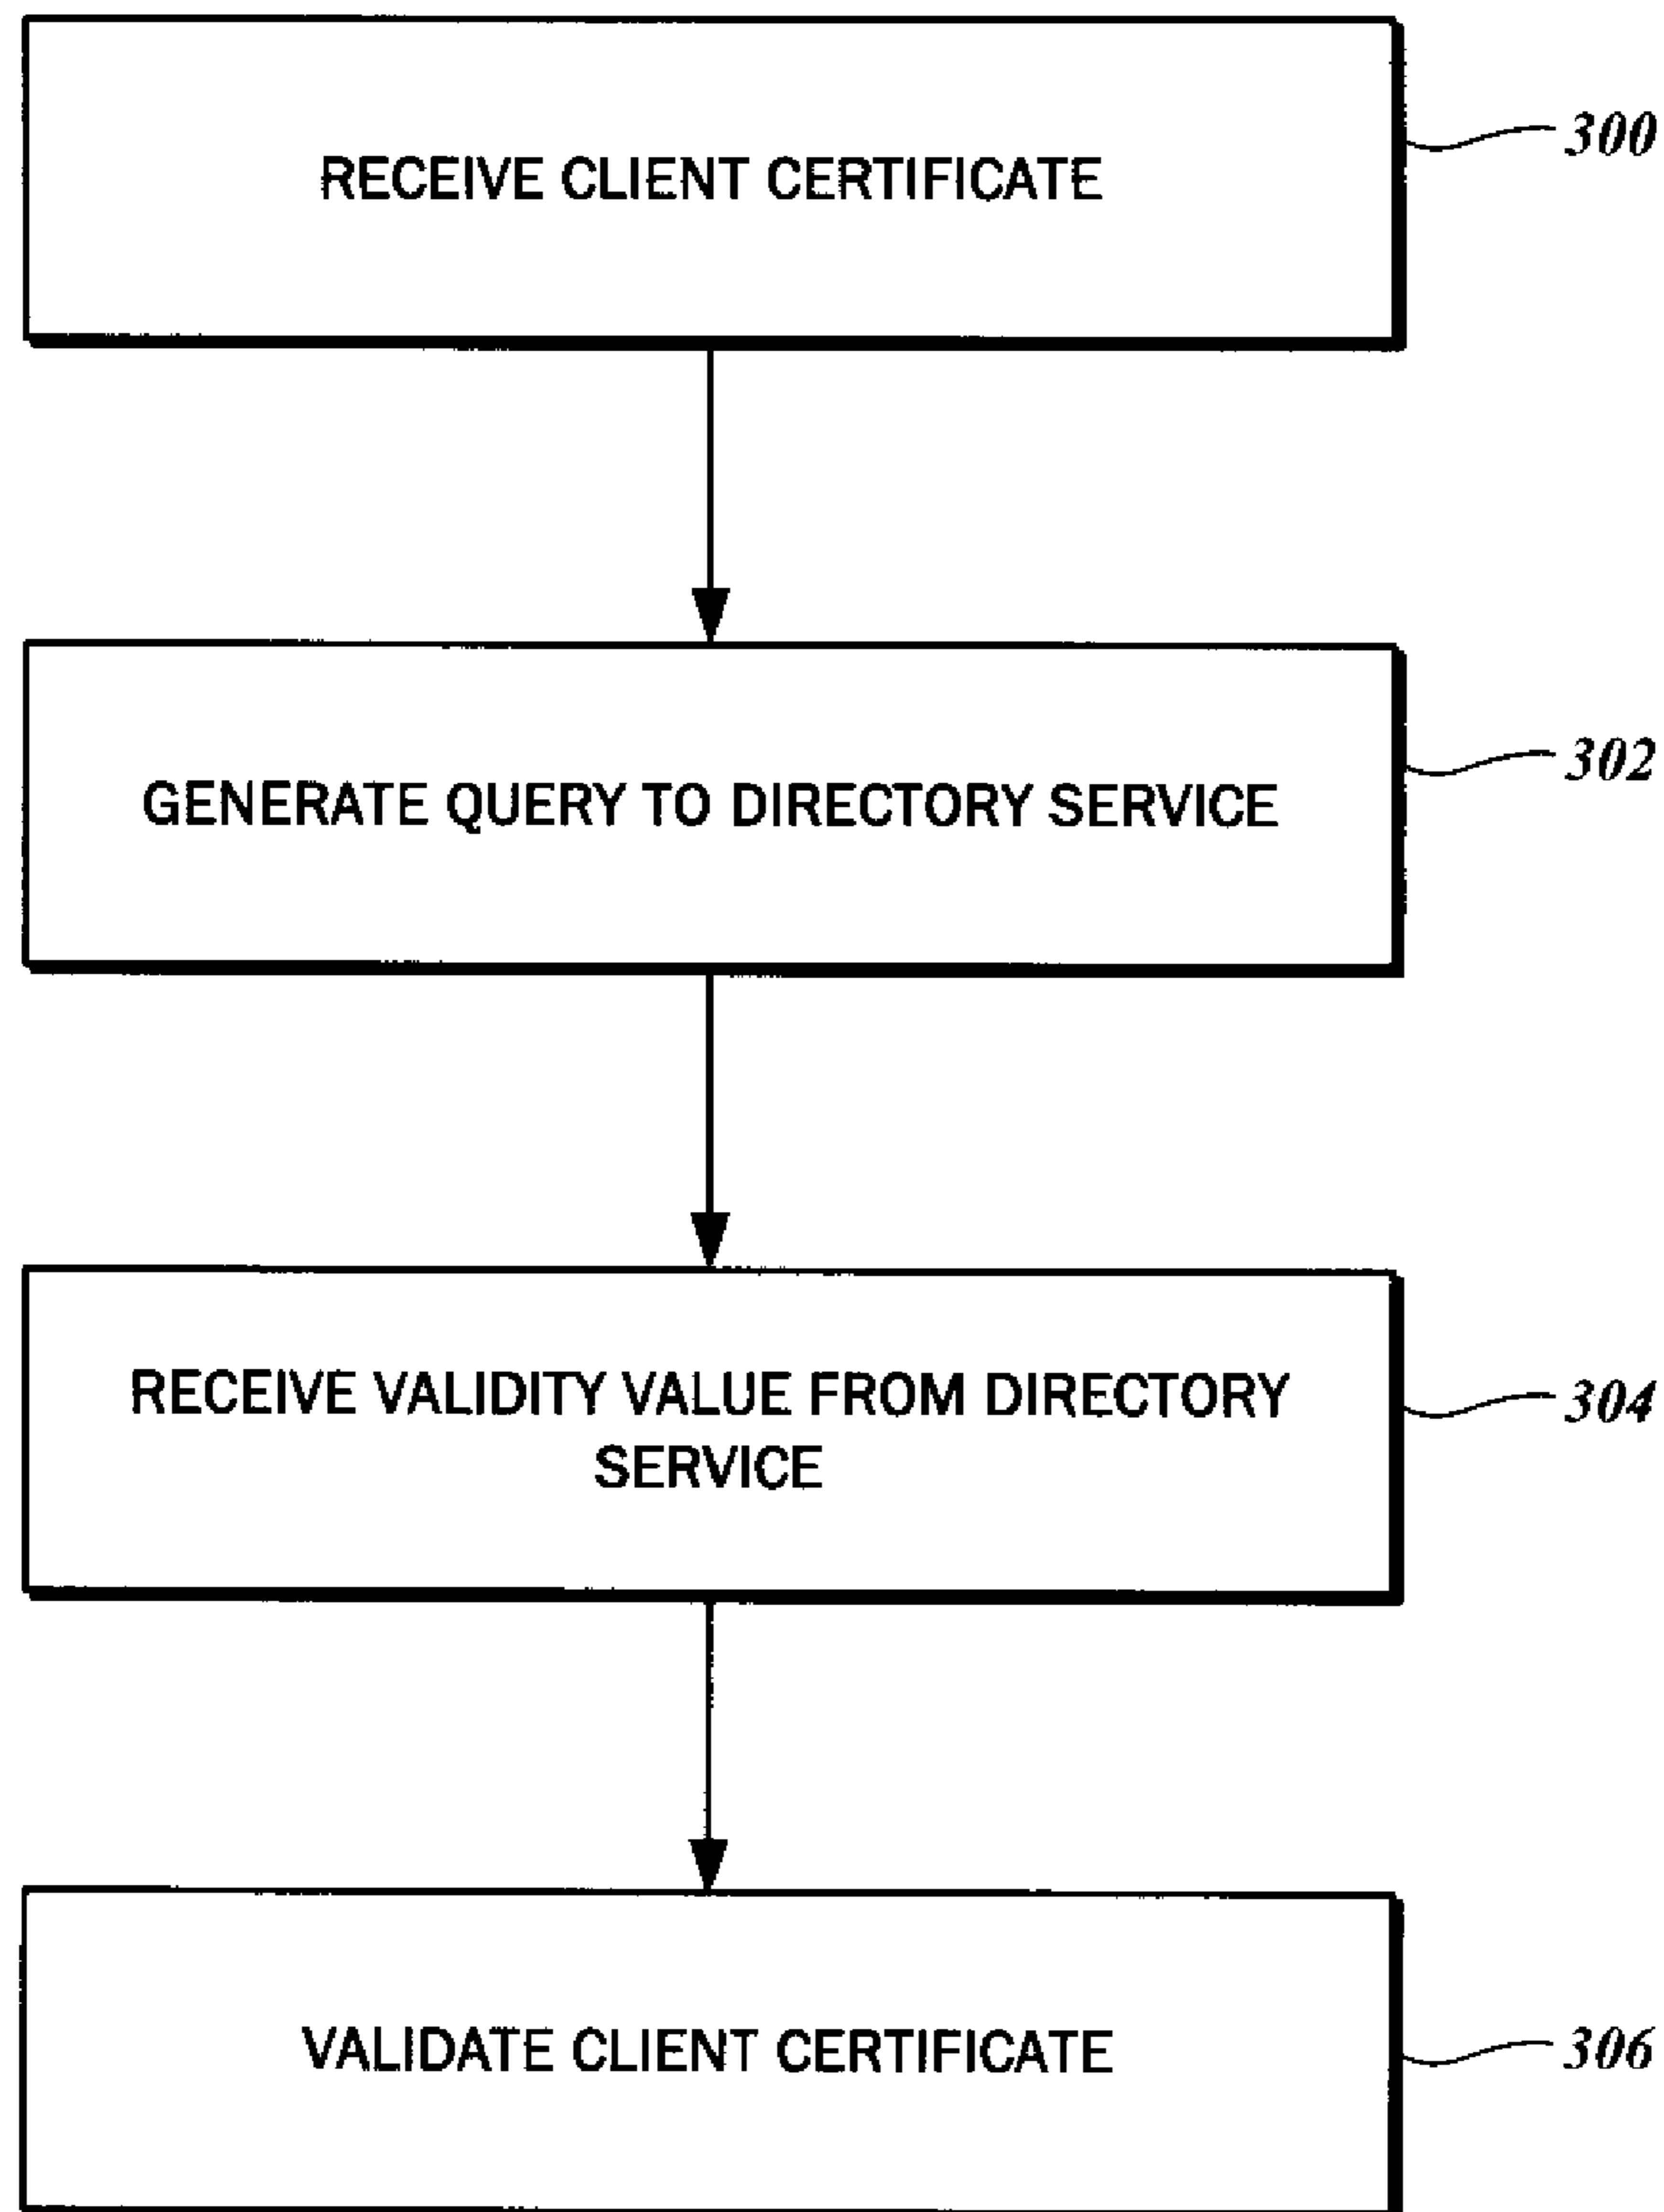 RECEIVE CLIENT CERTIFICATE
300
GENERATE QUERY TO DIRECTORY SERVICE
302
RECEIVE VALIDITY VALUE FROM DIRECTORY
SERVICE
304
VALIDATE CLIENT CERTIFICATE
306